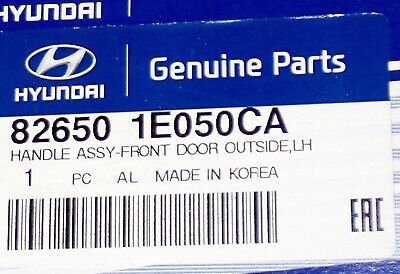 HYUNDAI
HYUNDAI
Genuine Parts
82650 1E050CA
HANDLE ASSY-FRONT DOOR OUTSIDE,LH
1 PC AL MADE IN KOREA
EAC